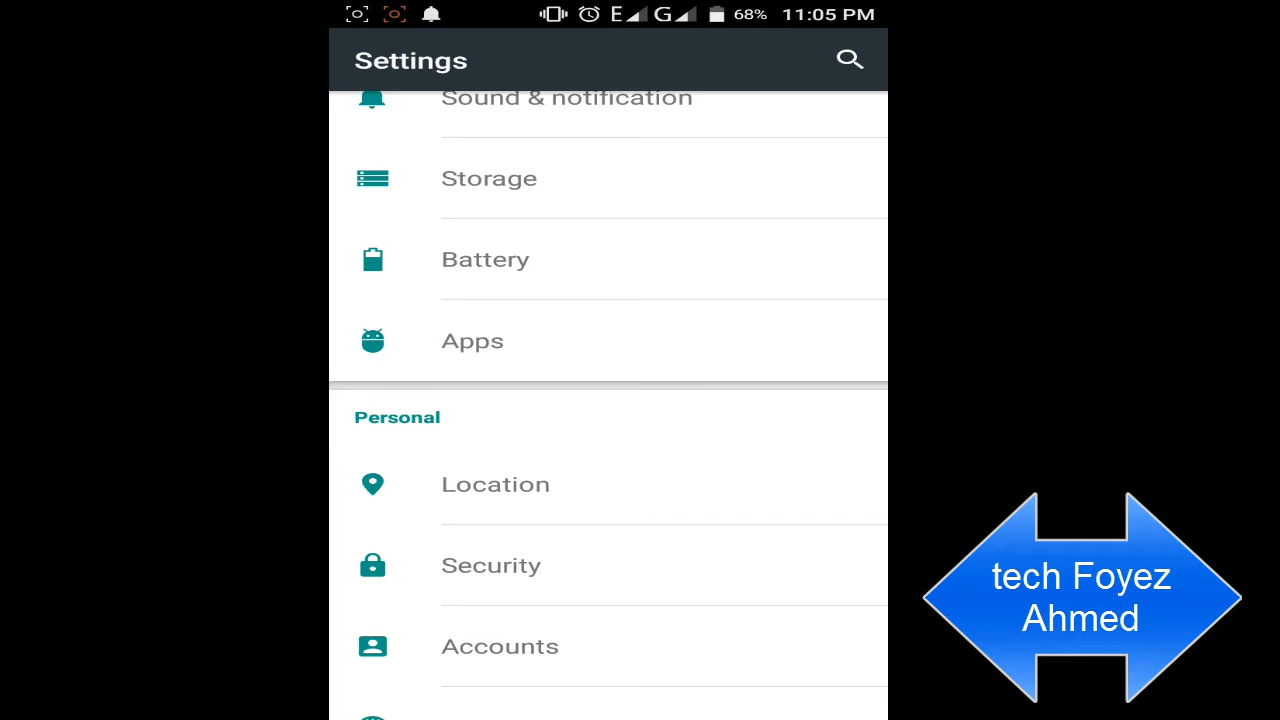 E G 68% 11:05 PM
Settings
Sound & notification
Storage
Battery
Apps
Personal
Location
Security
Accounts
tech Foyez
Ahmed